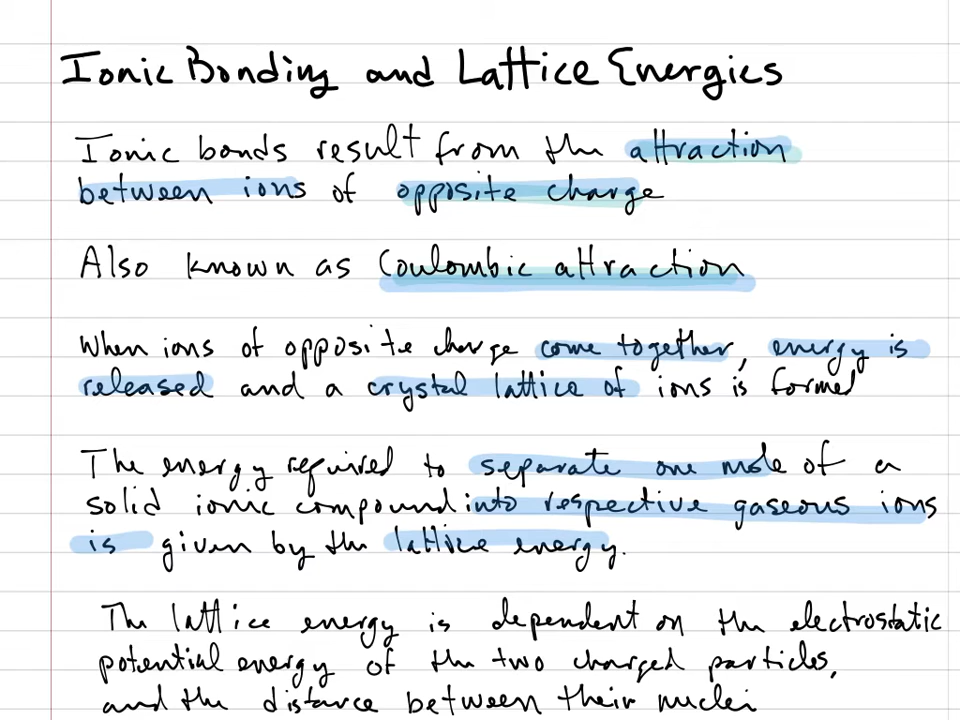 Ionic Bonding and Lattice Energies
Ionic bonds result from the attraction
between ions of opposite charge
Also known as Coulombic attraction
When ions of opposite charge come together, energy is
released and a crystal lattice of ions is formed
The energy required to separate one mole of a
solid ionic compound into respective gaseous ions
is given by the lattice energy.
The lattice energy is dependent on the electrostatic
potential energy of the two charged particles,
and the distance between their nuclei